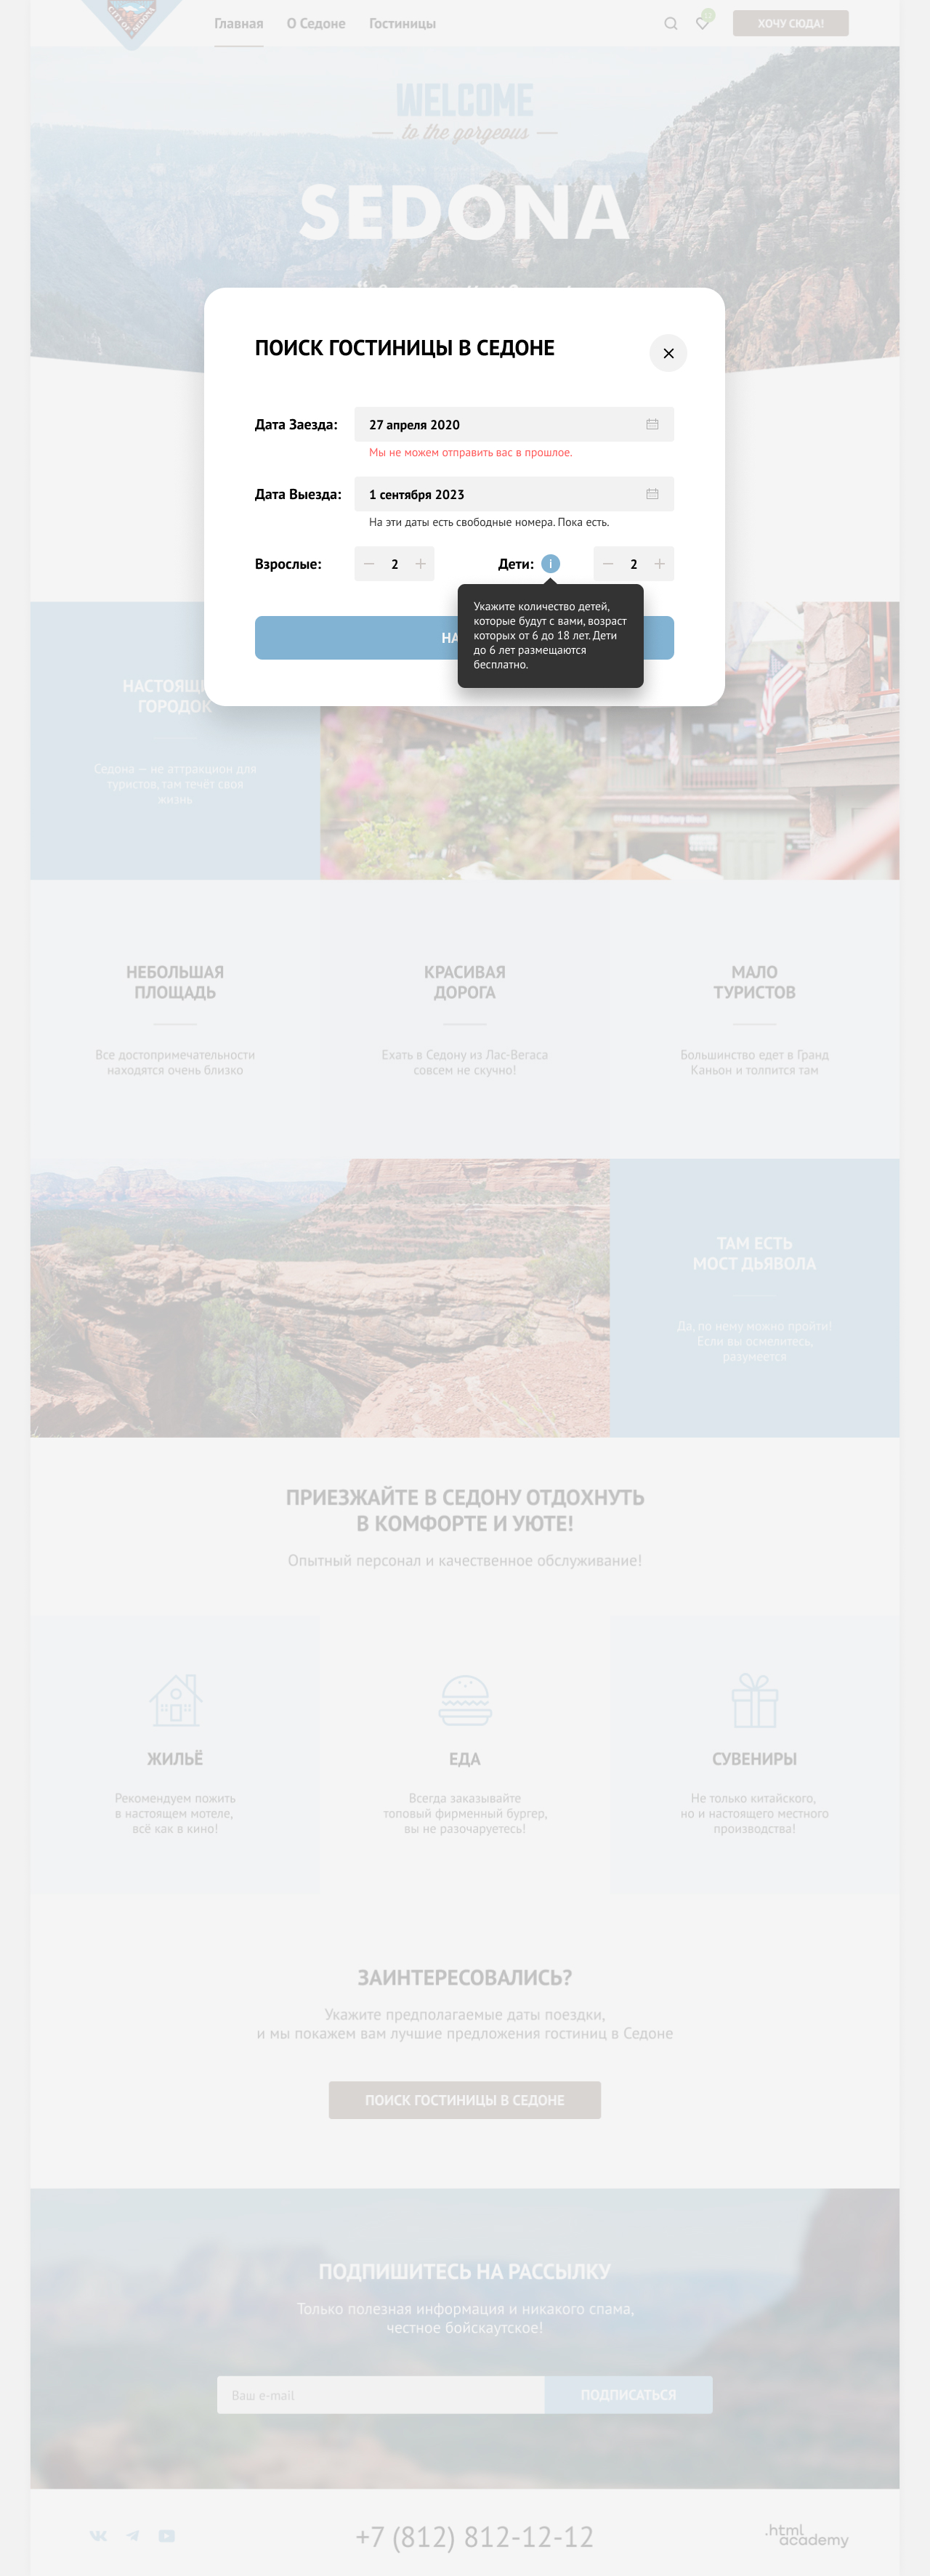 CITY OF SEDONA
Главная
О Седоне
Гостиницы
ХОЧУ СЮДА!
WELCOME
to the gorgeous
SEDONA
ПОИСК ГОСТИНИЦЫ В СЕДОНЕ
Дата Заезда:
27 апреля 2020
Мы не можем отправить вас в прошлое.
Дата Выезда:
1 сентября 2023
На эти даты есть свободные номера. Пока есть.
Взрослые:
2
Дети:
i
2
Укажите количество детей,
которые будут с вами, возраст
которых от 6 до 18 лет. Дети
до 6 лет размещаются
бесплатно.
НА
НАСТОЯЩИ
ГОРОДОК
Седона — не аттракцион для
туристов, там течёт своя
жизнь
НЕБОЛЬШАЯ
ПЛОЩАДЬ
Все достопримечательности
находятся очень близко
КРАСИВАЯ
ДОРОГА
Ехать в Седону из Лас-Вегаса
совсем не скучно!
МАЛО
ТУРИСТОВ
Большинство едет в Гранд
Каньон и толпится там
ТАМ ЕСТЬ
МОСТ ДЬЯВОЛА
Да, по нему можно пройти!
Если вы осмелитесь,
разумеется
ПРИЕЗЖАЙТЕ В СЕДОНУ ОТДОХНУТЬ
В КОМФОРТЕ И УЮТЕ!
Опытный персонал и качественное обслуживание!
ЖИЛЬЁ
Рекомендуем пожить
в настоящем мотеле,
всё как в кино!
ЕДА
Всегда заказывайте
топовый фирменный бургер,
вы не разочаруетесь!
СУВЕНИРЫ
Не только китайского,
но и настоящего местного
производства!
ЗАИНТЕРЕСОВАЛИСЬ?
Укажите предполагаемые даты поездки,
и мы покажем вам лучшие предложения гостиниц в Седоне
ПОИСК ГОСТИНИЦЫ В СЕДОНЕ
ПОДПИШИТЕСЬ НА РАССЫЛКУ
Только полезная информация и никакого спама,
честное бойскаутское!
Ваш e-mail
ПОДПИСАТЬСЯ
+7 (812) 812-12-12
.html
academy